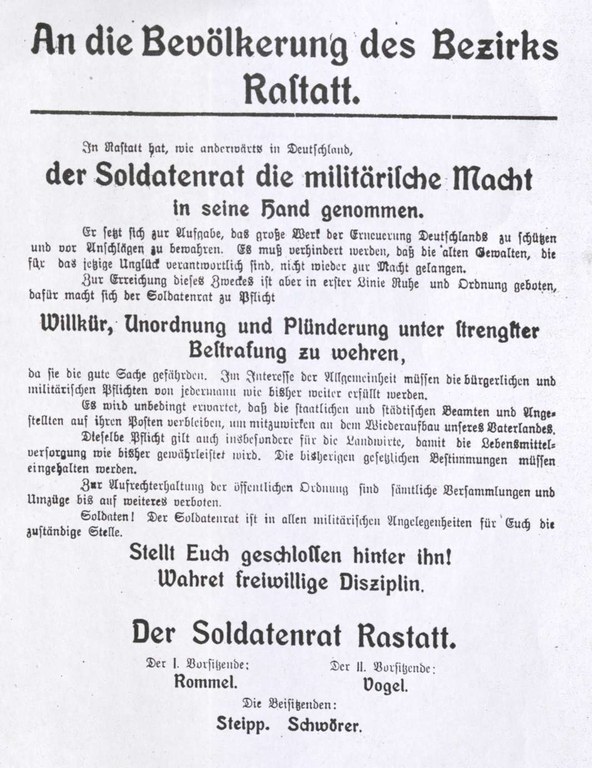 An die Bevölkerung des Bezirks
Raſtatt.
In Raſtatt hat, wie anderwärts in Deutſchland,
der Soldatenrat die militäriſche Macht
in seine Hand genommen.
Er ſetzt ſich zur Aufgabe, das große Werk der Erneuerung Deutſchlands zu ſchützen
und vor Anſchlägen zu bewahren. Es muß verhindert werden, daß die alten Gewalten, die
für das jetzige Unglück verantwortlich ſind, nicht wieder zur Macht gelangen.
Zur Erreichung dieſes Zweckes iſt aber in erſter Linie Ruhe und Ordnung geboten,
dafür macht ſich der Soldatenrat zu Pflicht
Willkür, Unordnung und Plünderung unter ſtrengſter
Beſtrafung zu wehren,
da ſie die gute Sache gefährden. Im Intereſſe der Allgemeinheit müſſen die bürgerlichen und
militäriſchen Pflichten von jedermann wie bisher weiter erfüllt werden.
Es wird unbedingt erwartet, daß die ſtaatlichen und ſtädtiſchen Beamten und Ange-
ſtellten auf ihren Poſten verbleiben, um mitzuwirken an dem Wiederaufbau unſeres Vaterlandes.
Dieſelbe Pflicht gilt auch insbeſondere für die Landwirte, damit die Lebensmittel-
verſorgung wie bisher gewährleiſtet wird. Die bisherigen geſetzlichen Beſtimmungen müſſen
eingehalten werden.
Zur Aufrechterhaltung der öffentlichen Ordnung ſind ſämtliche Verſammlungen und
Umzüge bis auf weiteres verboten.
Soldaten! Der Soldatenrat iſt in allen militäriſchen Angelegenheiten für Euch die
zuſtändige Stelle.
Stellt Euch geſchloſſen hinter ihn!
Wahret freiwillige Disziplin.
Der Soldatenrat Rastatt.
Der I. Vorſitzende: Der II. Vorſitzende:
Rommel. Vogel.
Die Beiſitzenden:
Steipp. Schwörer.